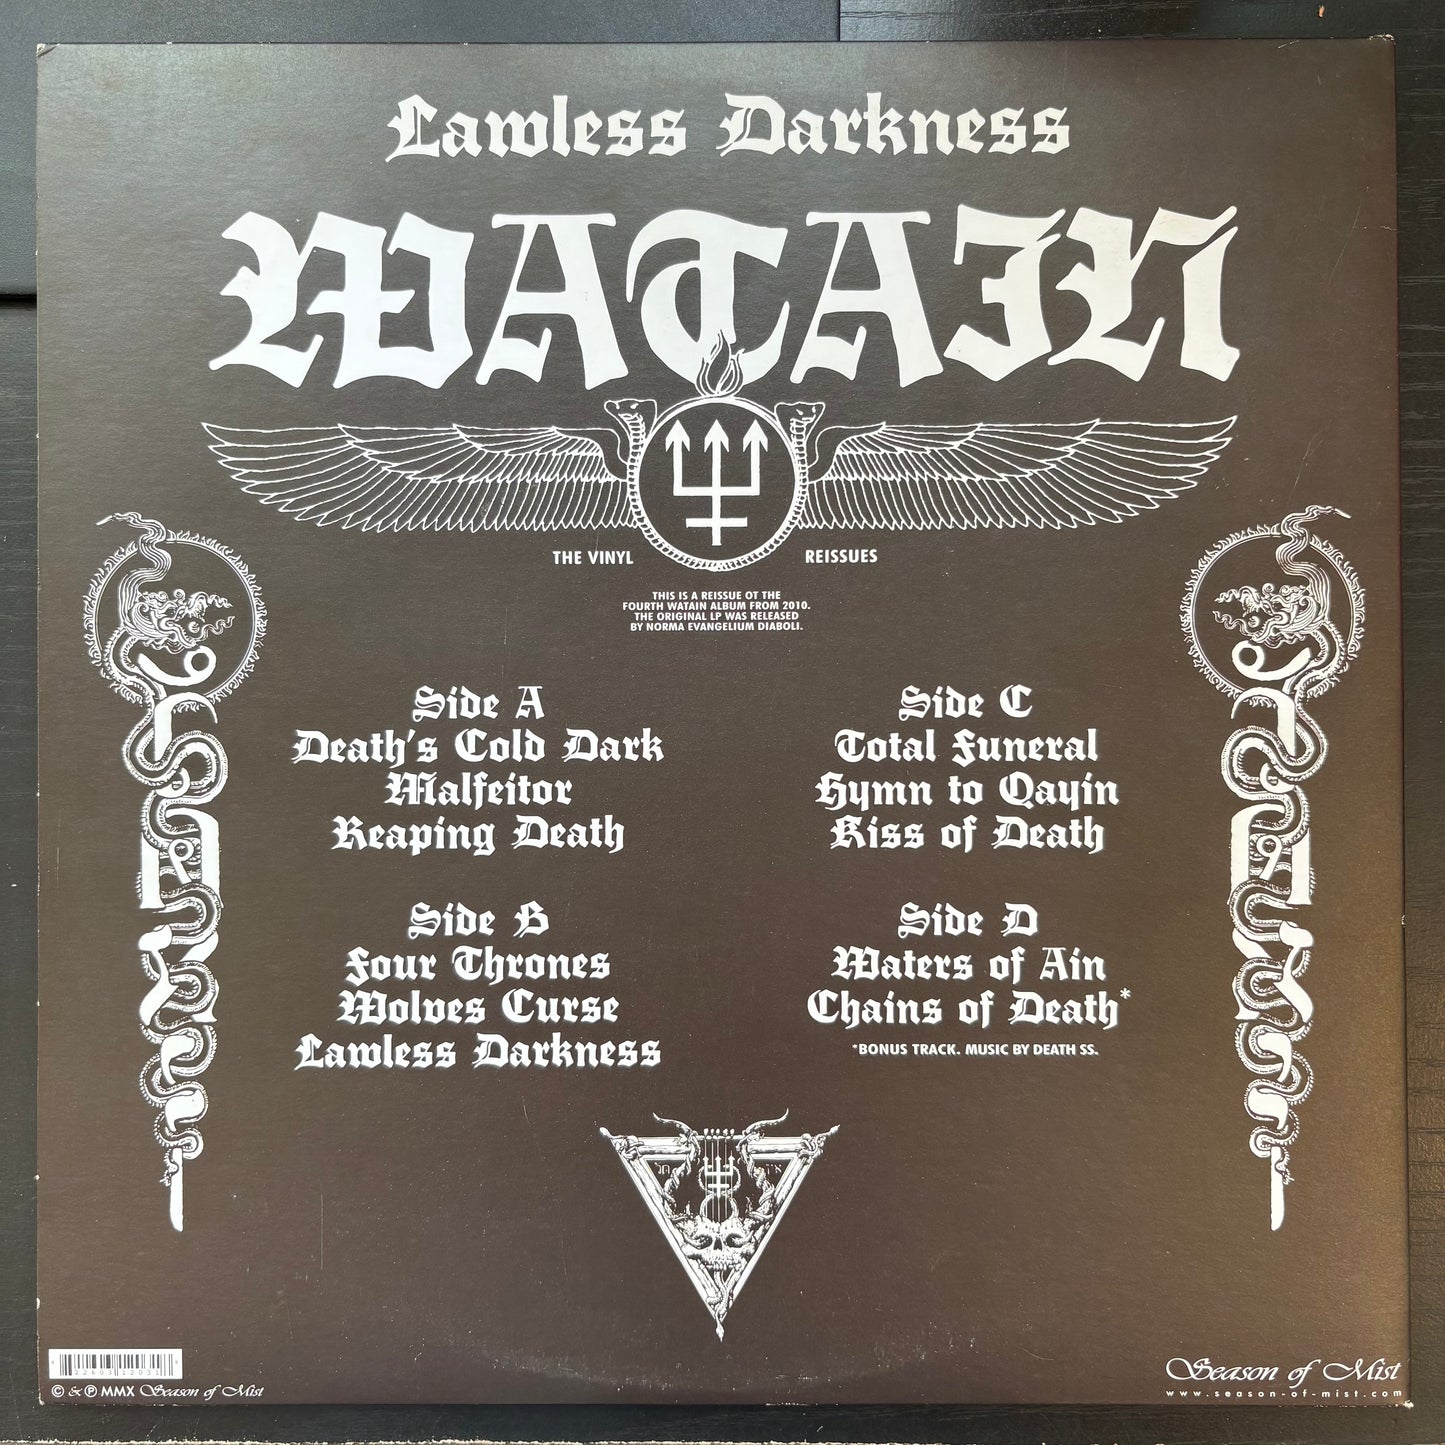 Lawless Darkness
WATAIN
THE VINYL REISSUES
THIS IS A REISSUE OT THE
FOURTH WATAIN ALBUM FROM 2010.
THE ORIGINAL LP WAS RELEASED
BY NORMA EVANGELIUM DIABOLI.
Side A
Death's Cold Dark
Malfeitor
Reaping Death
Side B
Four Thrones
Wolves Curse
Lawless Darkness
Side C
Total Funeral
Hymn to Qayin
Kiss of Death
Side D
Waters of Ain
Chains of Death*
*BONUS TRACK. MUSIC BY DEATH SS.
© & ℗ MMX Season of Mist
Season of Mist
www.season-of-mist.com